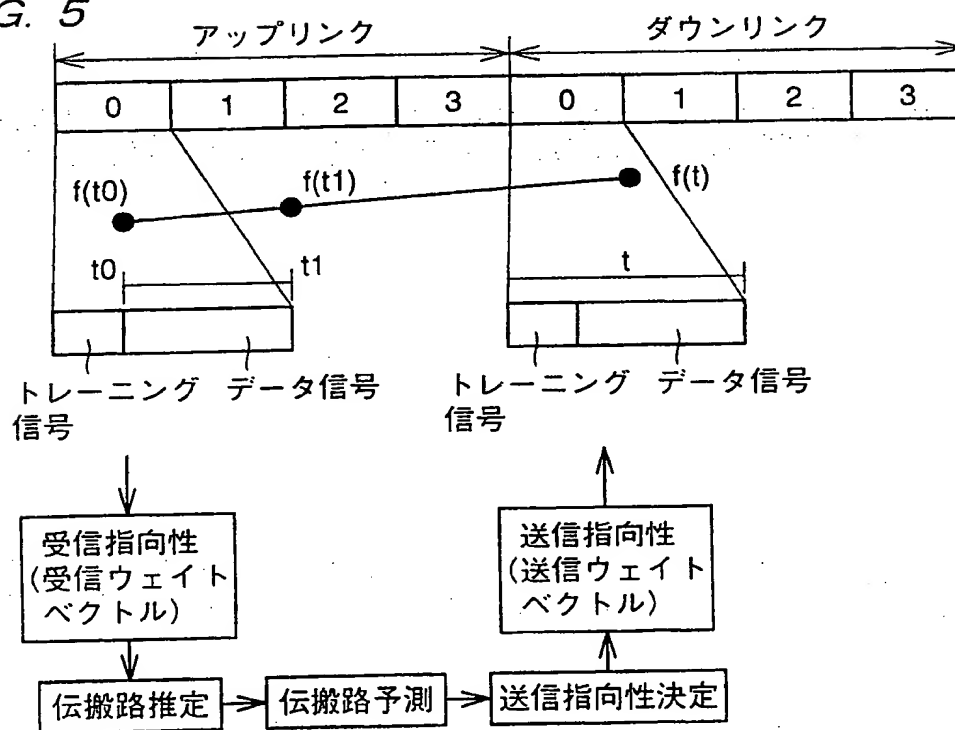 G. 5
アップリンク ダウンリンク
0 1 2 3 0 1 2 3
f(t0) f(t1) f(t)
t0 t1 t
トレーニング信号 データ信号 トレーニング信号 データ信号
受信指向性 送信指向性
(受信ウェイト (送信ウェイト
ベクトル) ベクトル)
伝搬路推定 伝搬路予測 送信指向性決定